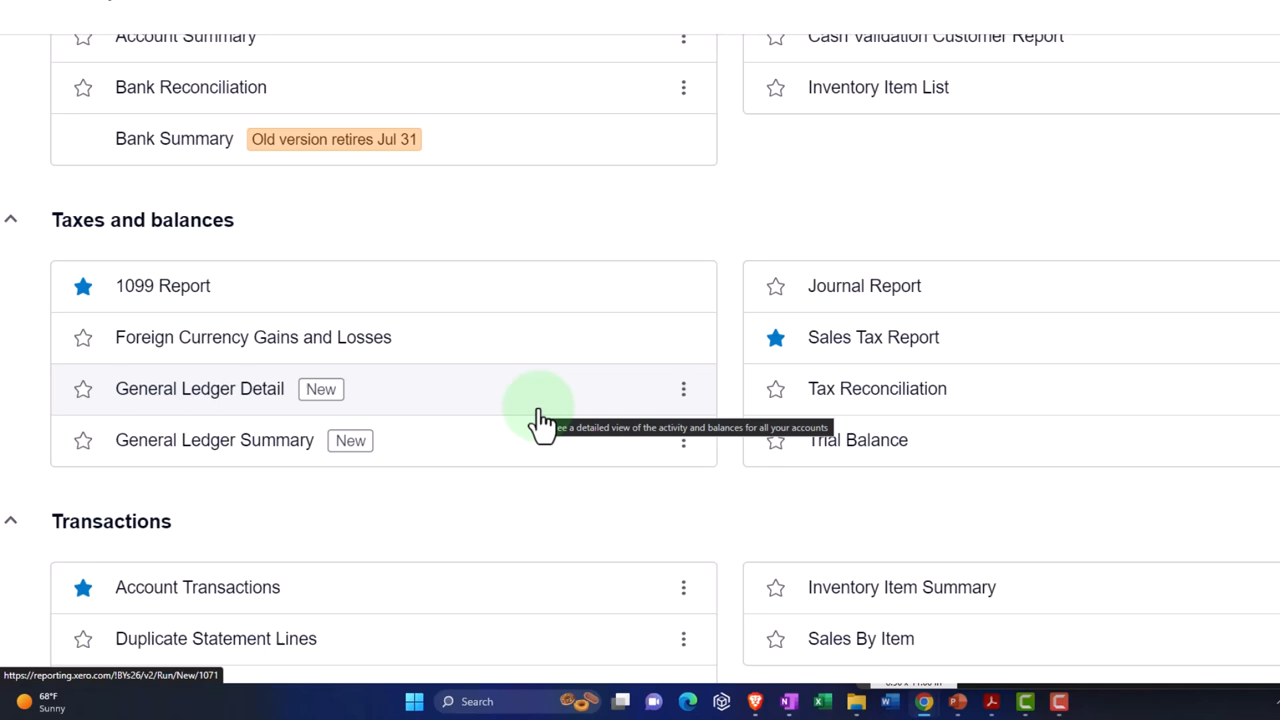 Account Summary
Cash Validation Customer Report
Bank Reconciliation
Inventory Item List
Bank Summary Old version retires Jul 31
Taxes and balances
1099 Report
Journal Report
Foreign Currency Gains and Losses
Sales Tax Report
General Ledger Detail New
Tax Reconciliation
ee a detailed view of the activity and balances for all your accounts
General Ledger Summary New
Trial Balance
Transactions
Account Transactions
Inventory Item Summary
Duplicate Statement Lines
Sales By Item
https://reporting.xero.com/!8Ys26/v2/Run/New/1071
68°F
Sunny
Search